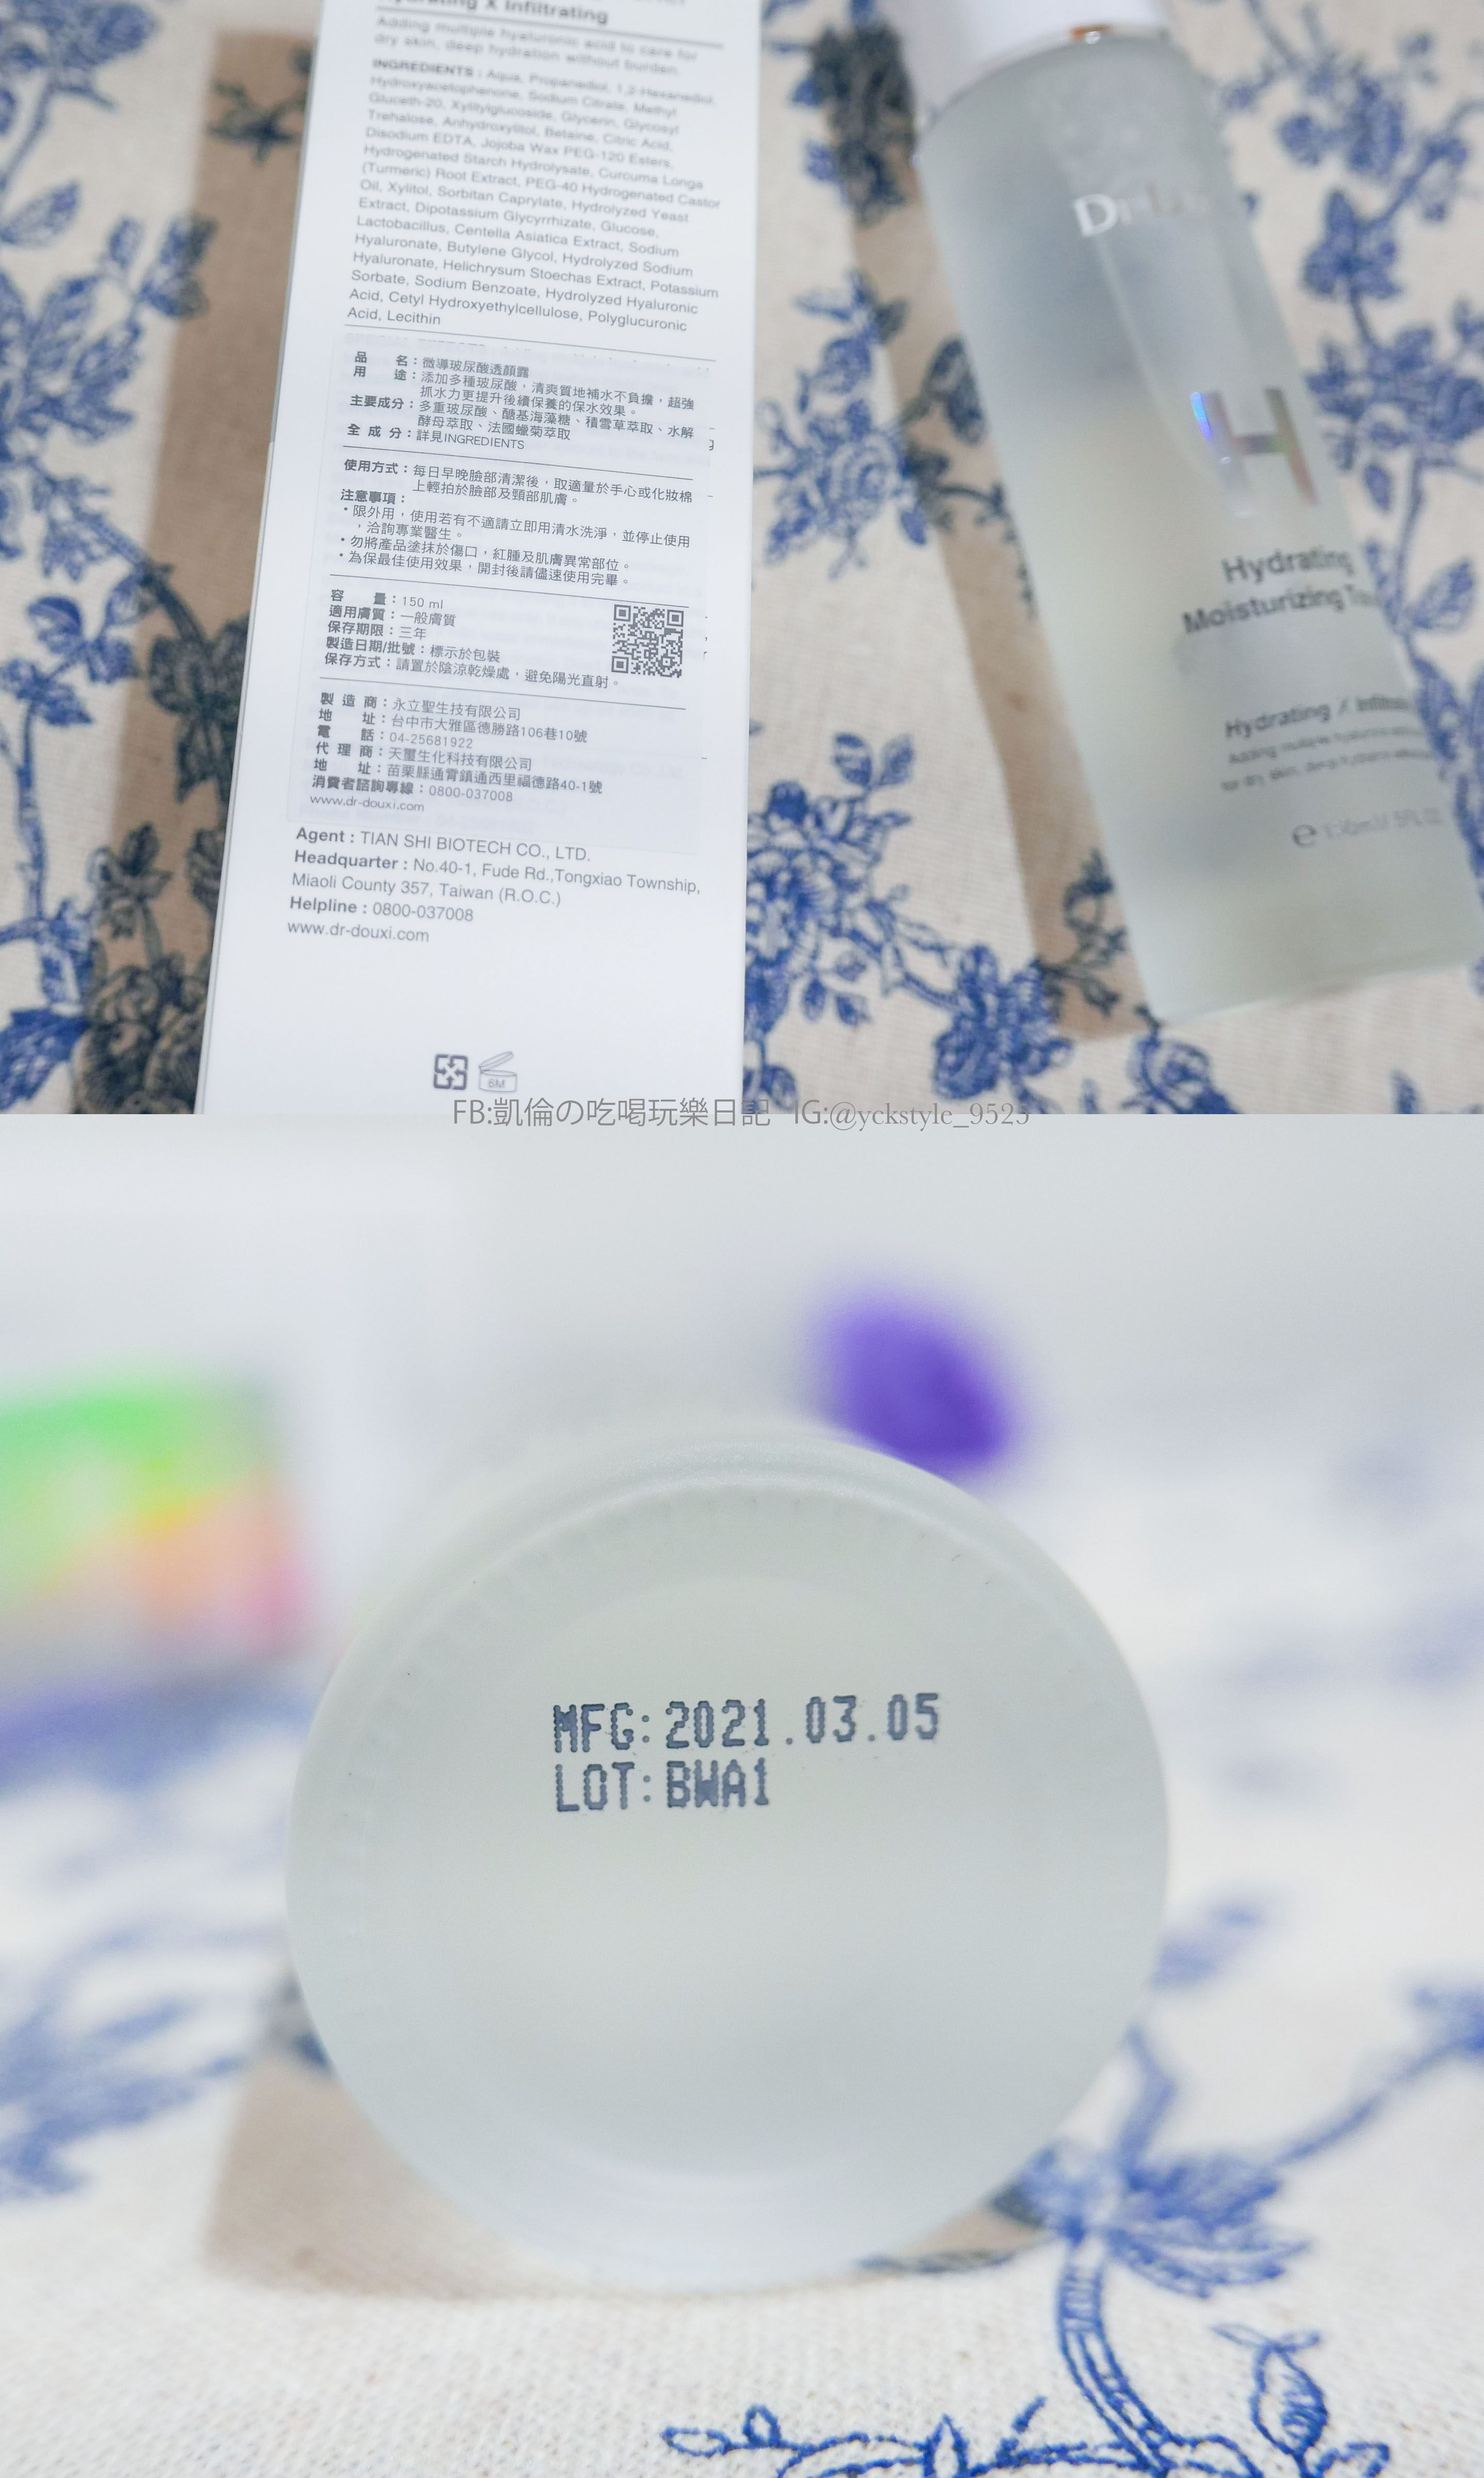 Hydrating X Infiltrating
Adding multiple hyaluronic acid to care for
dry skin, deep hydration without burden.
INGREDIENTS : Aqua, Propanediol, 1,2-Hexanediol,
Hydroxyacetophenone, Sodium Citrate, Methyl
Gluceth-20, Xylitylglucoside, Glycerin, Glycosyl
Trehalose, Anhydroxylitol, Betaine, Citric Acid,
Disodium EDTA, Jojoba Wax PEG-120 Esters,
Hydrogenated Starch Hydrolysate, Curcuma Longa
(Turmeric) Root Extract, PEG-40 Hydrogenated Castor
Oil, Xylitol, Sorbitan Caprylate, Hydrolyzed Yeast
Extract, Dipotassium Glycyrrhizate, Glucose,
Lactobacillus, Centella Asiatica Extract, Sodium
Hyaluronate, Butylene Glycol, Hydrolyzed Sodium
Hyaluronate, Helichrysum Stoechas Extract, Potassium
Sorbate, Sodium Benzoate, Hydrolyzed Hyaluronic
Acid, Cetyl Hydroxyethylcellulose, Polyglucuronic
Acid, Lecithin
品名：微導玻尿酸透顏露
用途：添加多種玻尿酸，清爽質地補水不負擔，超強
抓水力更提升後續保養的保水效果。
主要成分：多重玻尿酸、醣基海藻糖、積雪草萃取、水解
酵母萃取、法國蠟菊萃取
全成分：詳見INGREDIENTS
使用方式：每日早晚臉部清潔後，取適量於手心或化妝棉
上輕拍於臉部及頸部肌膚。
注意事項：
•限外用，使用若有不適請立即用清水洗淨，並停止使用
，洽詢專業醫生。
•勿將產品塗抹於傷口，紅腫及肌膚異常部位。
•為保最佳使用效果，開封後請儘速使用完畢。
容量：150 ml
適用膚質：一般膚質
保存期限：三年
製造日期/批號：標示於包裝
保存方式：請置於陰涼乾燥處，避免陽光直射。
製造商：永立聖生技有限公司
地址：台中市大雅區德勝路106巷10號
電話：04-25681922
代理商：天璽生化科技有限公司
地址：苗栗縣通霄鎮通西里福德路40-1號
消費者諮詢專線：0800-037008
www.dr-douxi.com
Agent : TIAN SHI BIOTECH CO., LTD.
Headquarter : No.40-1, Fude Rd.,Tongxiao Township,
Miaoli County 357, Taiwan (R.O.C.)
Helpline : 0800-037008
www.dr-douxi.com
6M
H
Hydrating
Moisturizing
Hydrating
FB:凱倫の吃喝玩樂日記 IG:@yckstyle_9523
MFG:2021.03.05
LOT:BWA1